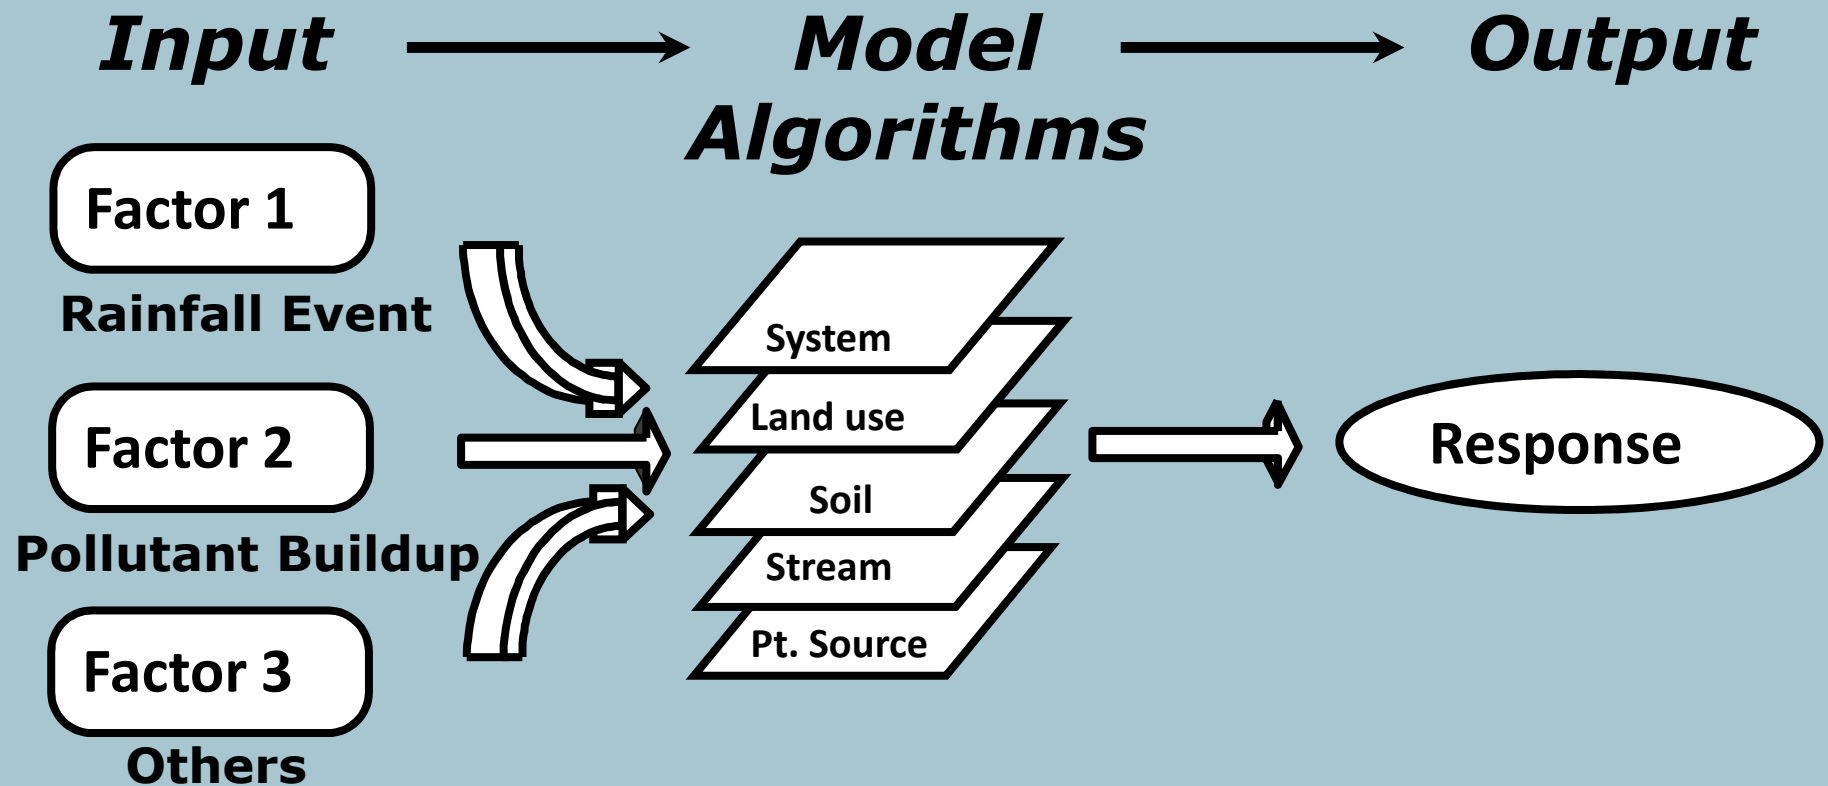 Input
Model
Algorithms
Output
Factor 1
Rainfall Event
Factor 2
Pollutant Buildup
Factor 3
Others
System
Land use
Soil
Stream
Pt. Source
Response